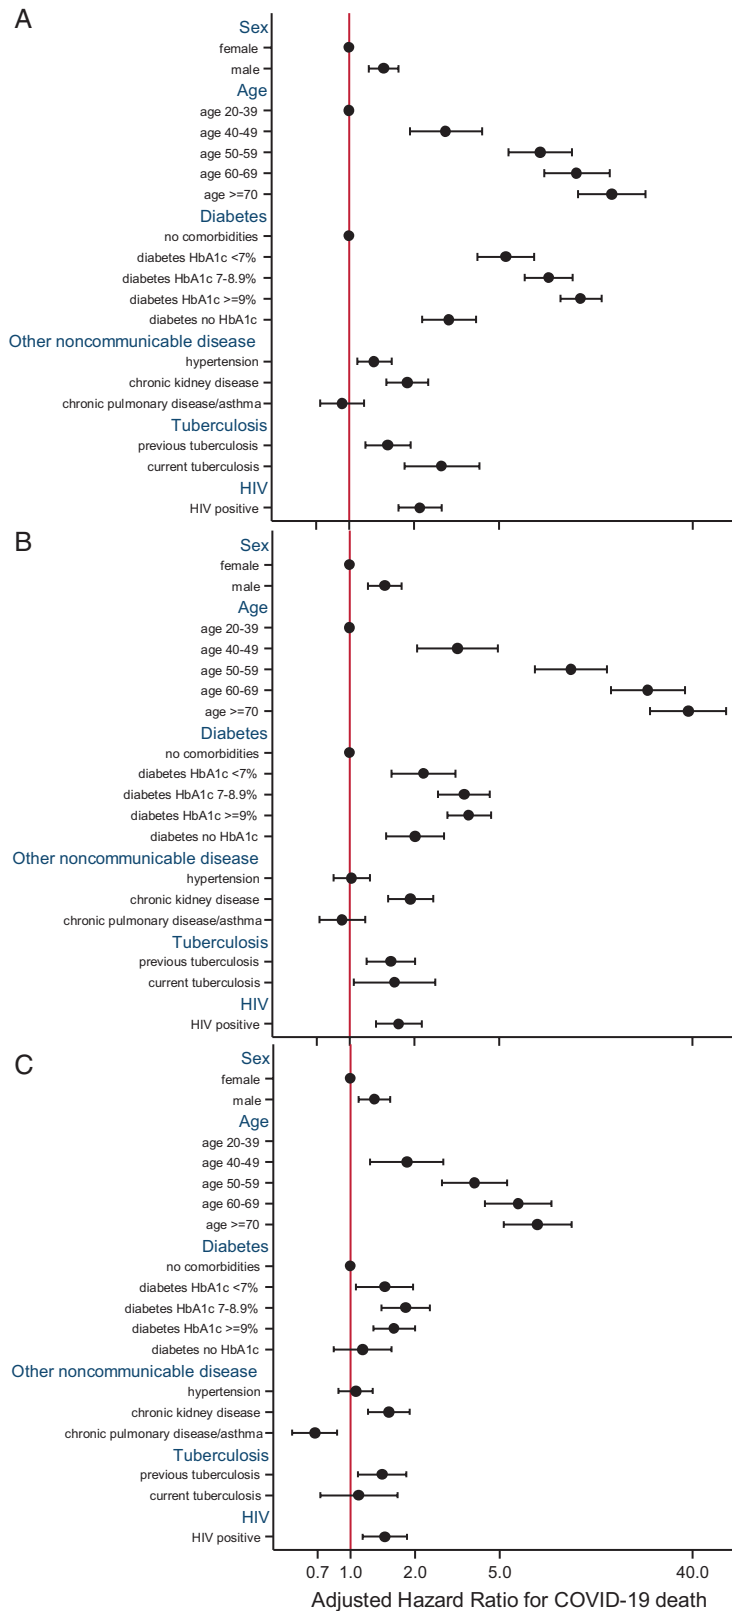 A
Sex
female
male
Age
age 20-39
age 40-49
age 50-59
age 60-69
age >=70
Diabetes
no comorbidities
diabetes HbA1c <7%
diabetes HbA1c 7-8.9%
diabetes HbA1c >=9%
diabetes no HbA1c
Other noncommunicable disease
hypertension
chronic kidney disease
chronic pulmonary disease/asthma
Tuberculosis
previous tuberculosis
current tuberculosis
HIV
HIV positive
B
Sex
female
male
Age
age 20-39
age 40-49
age 50-59
age 60-69
age >=70
Diabetes
no comorbidities
diabetes HbA1c <7%
diabetes HbA1c 7-8.9%
diabetes HbA1c >=9%
diabetes no HbA1c
Other noncommunicable disease
hypertension
chronic kidney disease
chronic pulmonary disease/asthma
Tuberculosis
previous tuberculosis
current tuberculosis
HIV
HIV positive
C
Sex
female
male
Age
age 20-39
age 40-49
age 50-59
age 60-69
age >=70
Diabetes
no comorbidities
diabetes HbA1c <7%
diabetes HbA1c 7-8.9%
diabetes HbA1c >=9%
diabetes no HbA1c
Other noncommunicable disease
hypertension
chronic kidney disease
chronic pulmonary disease/asthma
Tuberculosis
previous tuberculosis
current tuberculosis
HIV
HIV positive
0.7 1.0 2.0 5.0 40.0
Adjusted Hazard Ratio for COVID-19 death